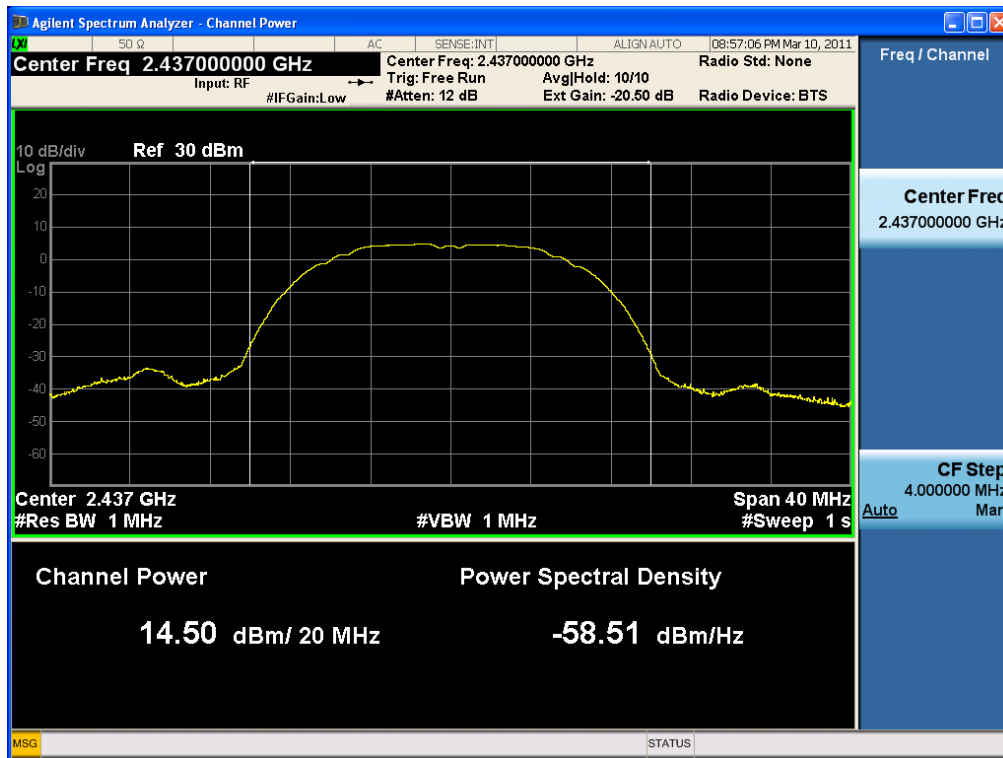 Agilent Spectrum Analyzer - Channel Power
LXI 50 Ω AC SENSE:INT ALIGN AUTO 08:57:06 PM Mar 10, 2011
Center Freq 2.437000000 GHz
Input: RF
#IFGain:Low
Center Freq: 2.437000000 GHz
Trig: Free Run Avg|Hold: 10/10
#Atten: 12 dB Ext Gain: -20.50 dB
Radio Std: None
Radio Device: BTS
Freq / Channel
Center Freq
2.437000000 GHz
CF Step
4.000000 MHz
Auto Man
10 dB/div Ref 30 dBm
Log
20
10
0
-10
-20
-30
-40
-50
-60
Center 2.437 GHz Span 40 MHz
#Res BW 1 MHz #VBW 1 MHz #Sweep 1 s
Channel Power Power Spectral Density
14.50 dBm/ 20 MHz -58.51 dBm/Hz
MSG STATUS